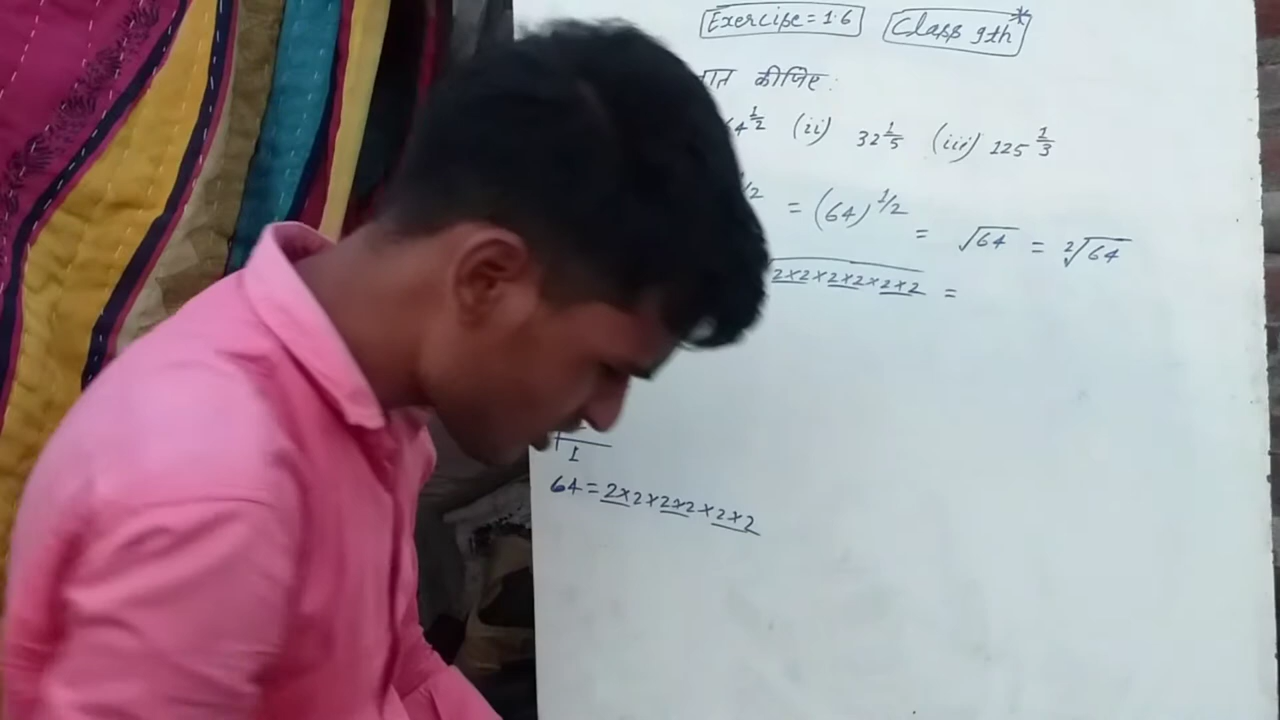 Exercise = 1.6 Class 9th*
कीजिए:
4^1/2 (ii) 32^1/5 (iii) 125^1/3
/2 = (64)^1/2 = √64 = ²√64
2×2×2×2×2×2 =
1
64 = 2×2×2×2×2×2